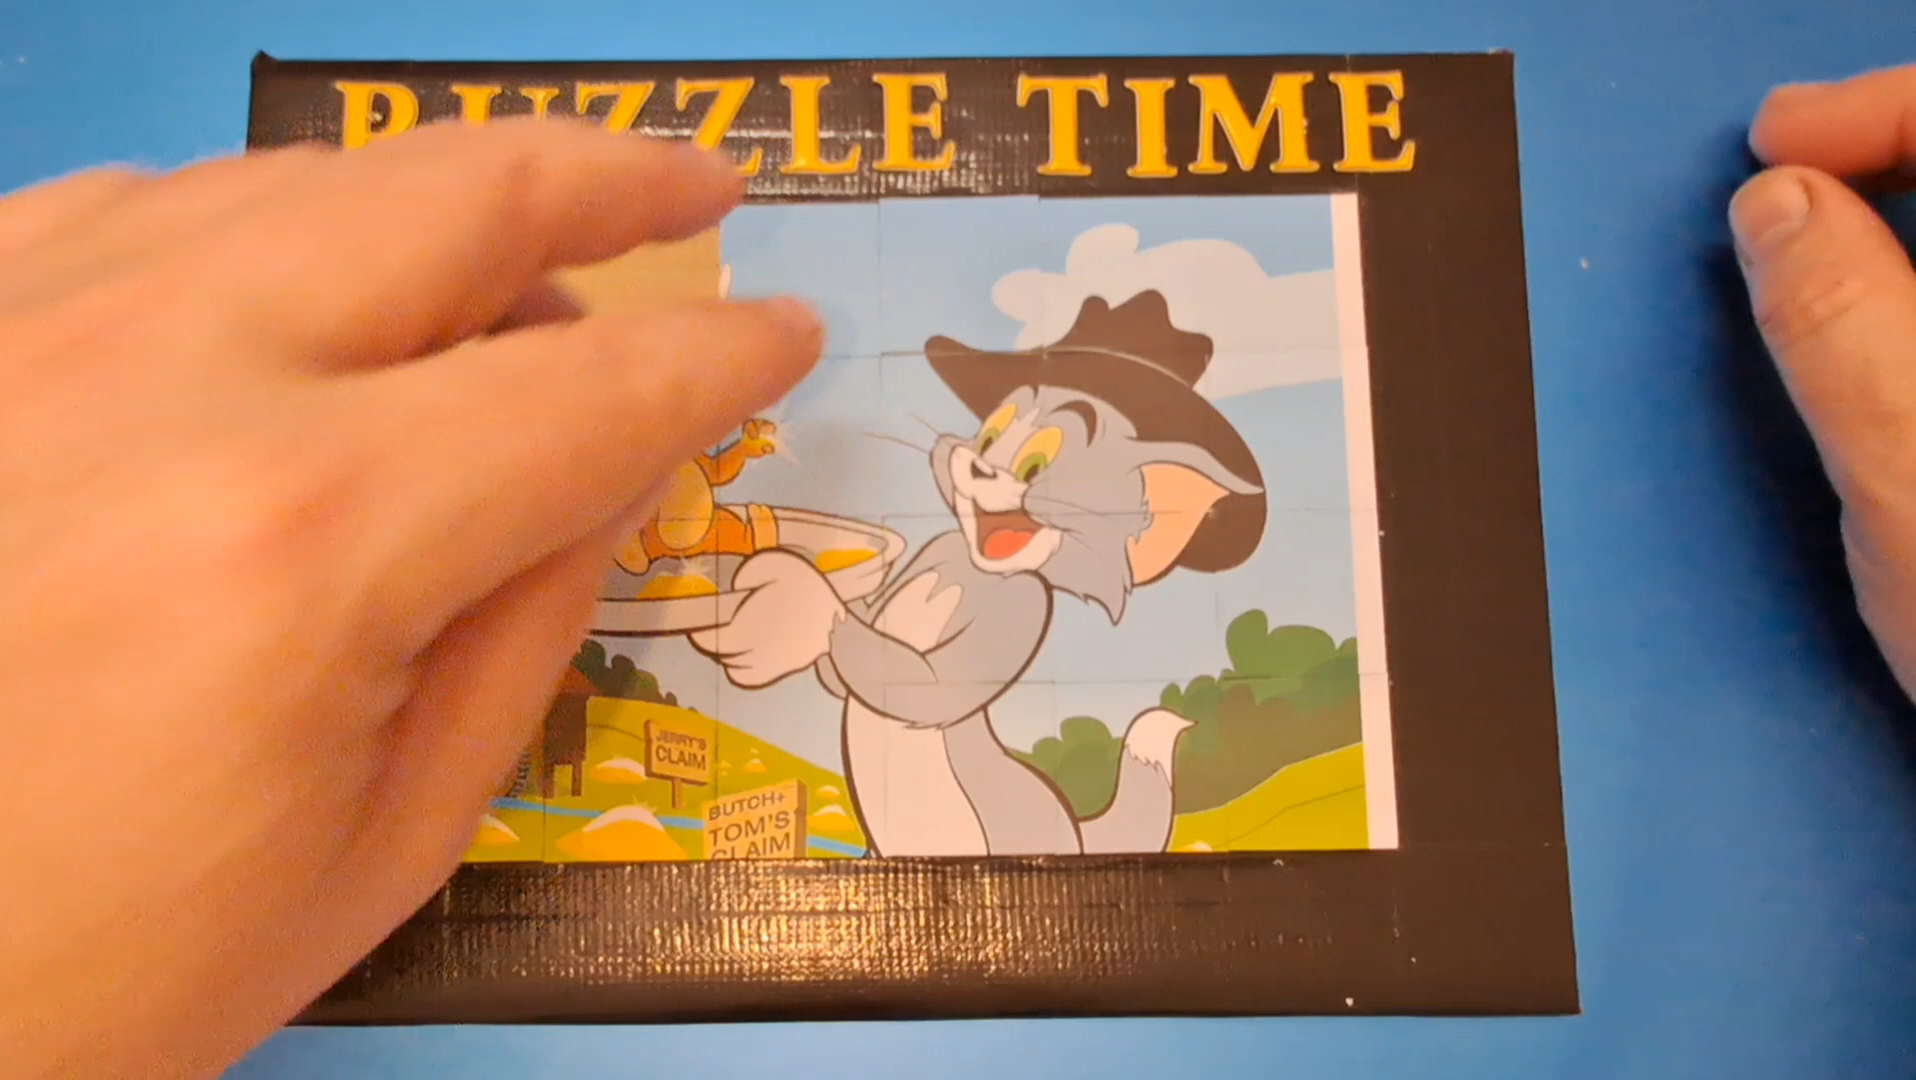 PUZZLE TIME
JERRY'S
CLAIM
BUTCH+
TOM'S
CLAIM